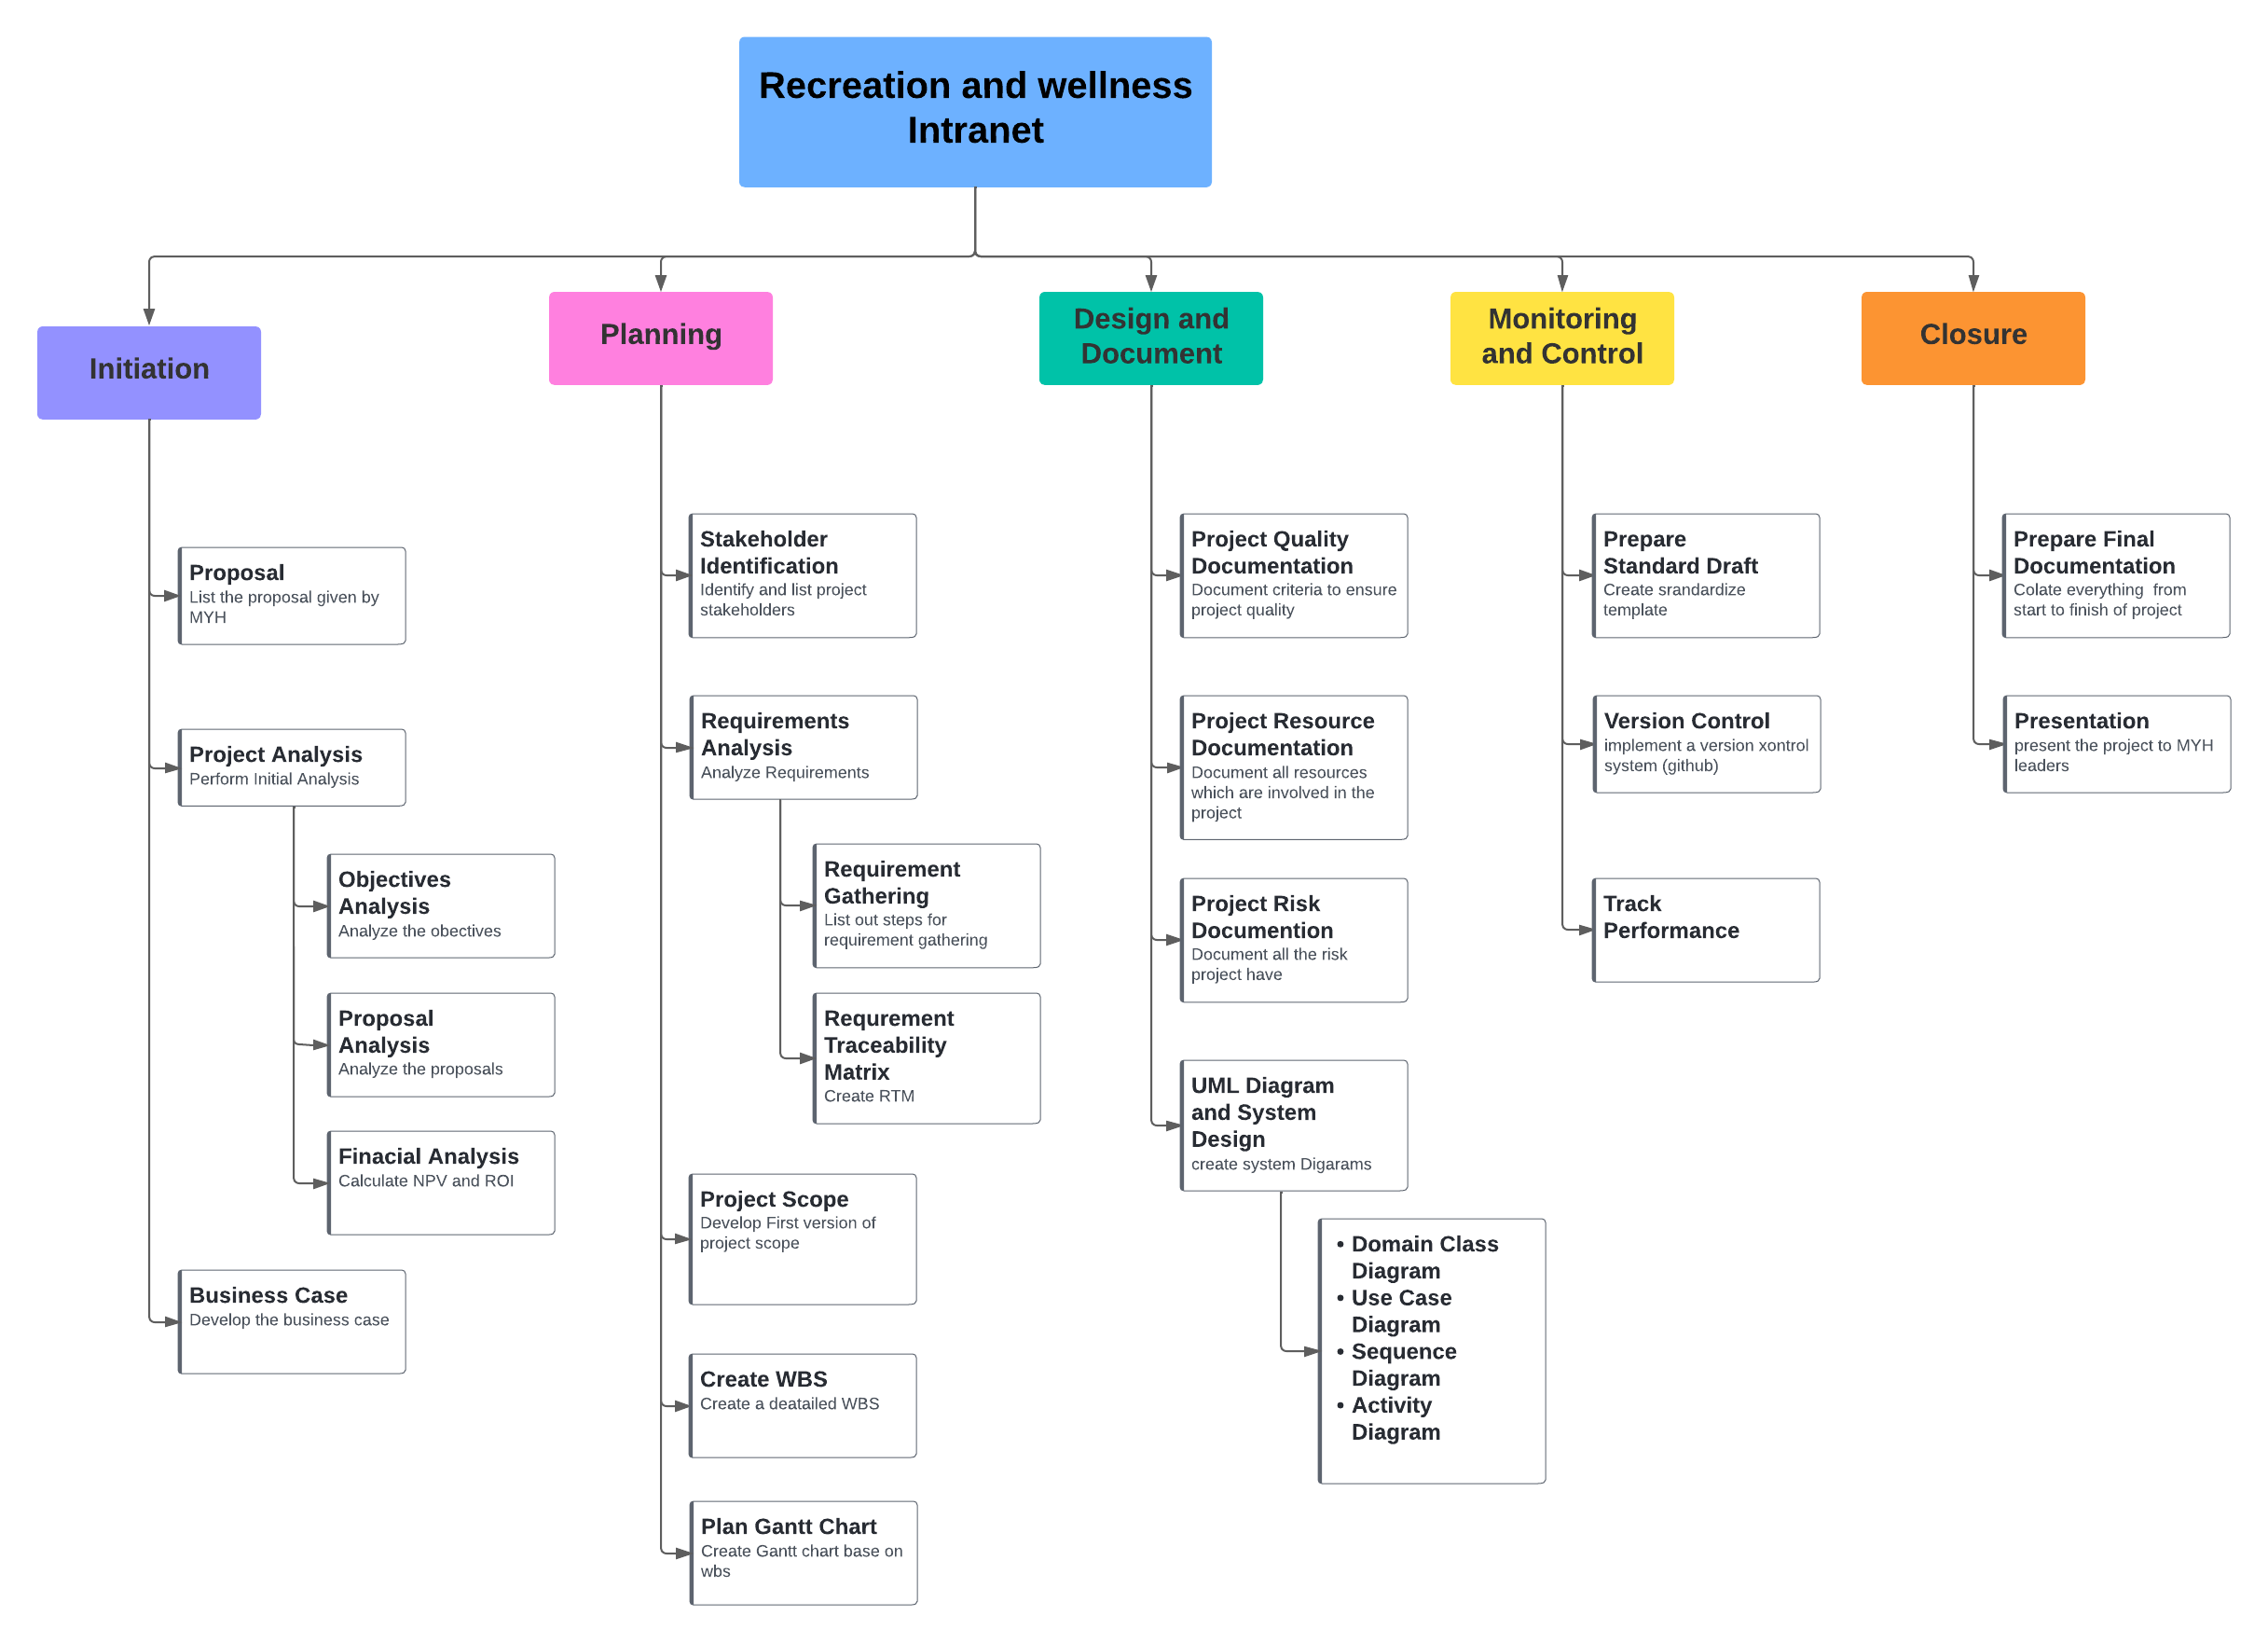 Recreation and wellness
Intranet
Initiation
Planning
Design and
Document
Monitoring
and Control
Closure
Proposal
List the proposal given by
MYH
Project Analysis
Perform Initial Analysis
Objectives
Analysis
Analyze the obectives
Proposal
Analysis
Analyze the proposals
Finacial Analysis
Calculate NPV and ROI
Business Case
Develop the business case
Stakeholder
Identification
Identify and list project
stakeholders
Requirements
Analysis
Analyze Requirements
Requirement
Gathering
List out steps for
requirement gathering
Requrement
Traceability
Matrix
Create RTM
Project Scope
Develop First version of
project scope
Create WBS
Create a deatailed WBS
Plan Gantt Chart
Create Gantt chart base on
wbs
Project Quality
Documentation
Document criteria to ensure
project quality
Project Resource
Documentation
Document all resources
which are involved in the
project
Project Risk
Documention
Document all the risk
project have
UML Diagram
and System
Design
create system Digarams
• Domain Class
Diagram
• Use Case
Diagram
• Sequence
Diagram
• Activity
Diagram
Prepare
Standard Draft
Create srandardize
template
Version Control
implement a version xontrol
system (github)
Track
Performance
Prepare Final
Documentation
Colate everything  from
start to finish of project
Presentation
present the project to MYH
leaders